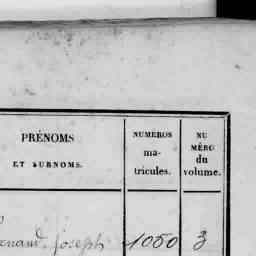 PRÉNOMS
ET SURNOMS.
NUMÉROS
ma-
tricules.
NU
MÉRO
du
volume.
Joseph 1050 3